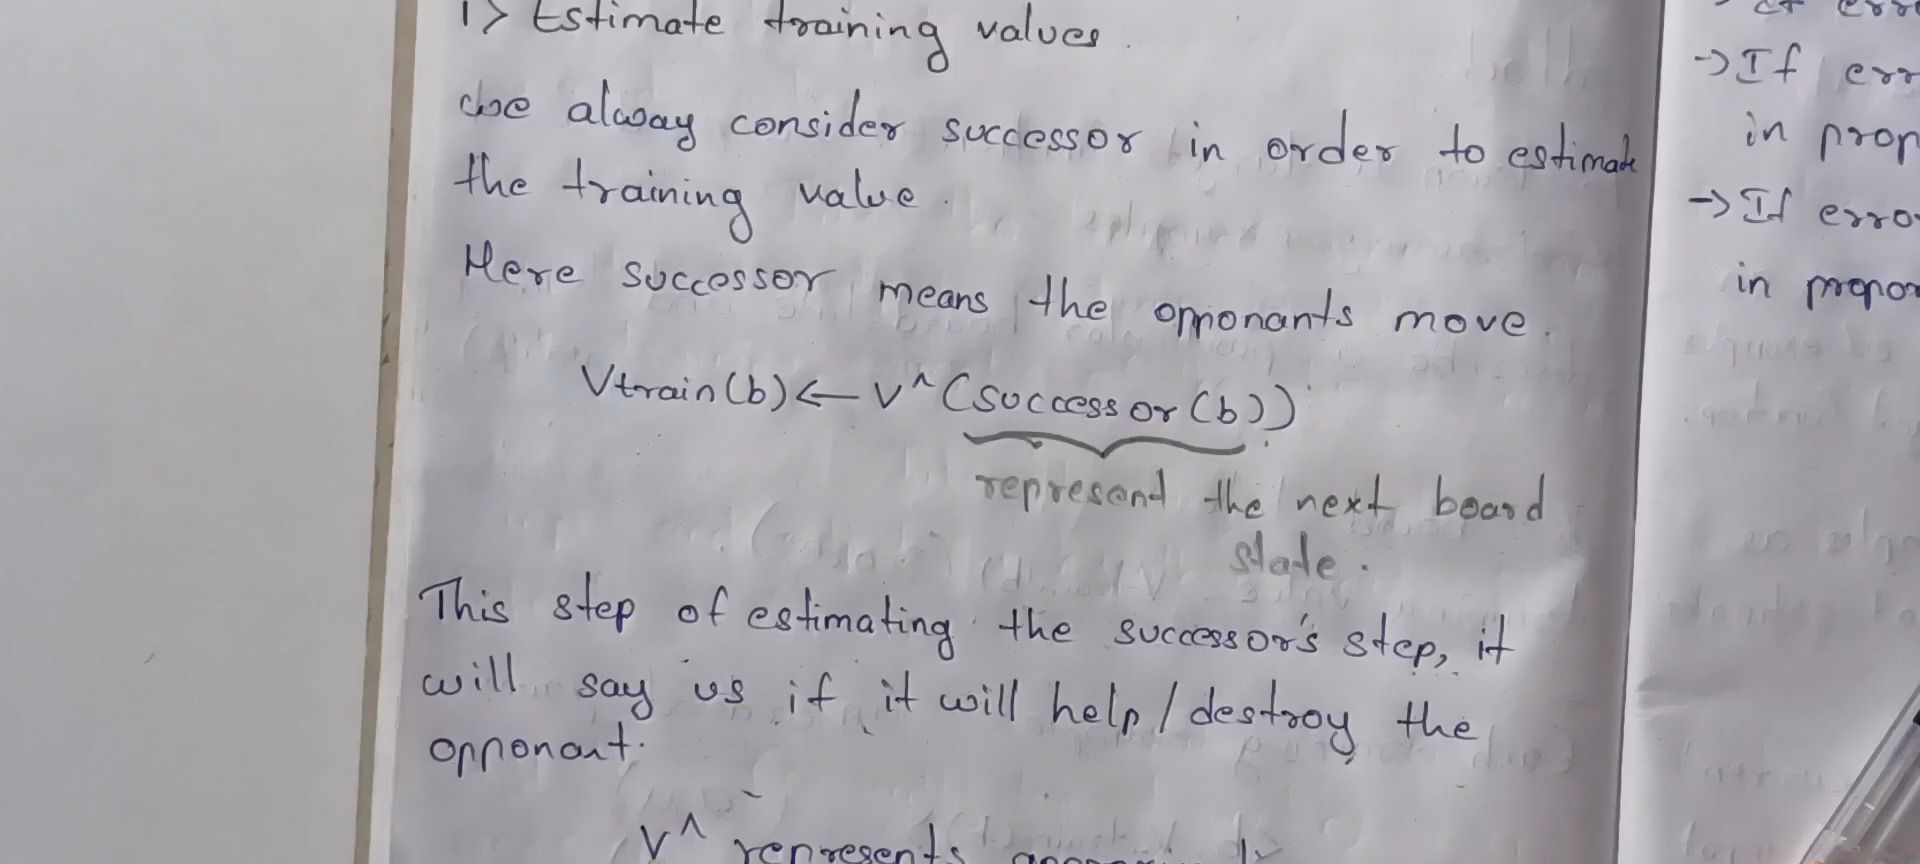 1> Estimate training values.
we alway consider successor in order to estimate
the training value.
Here successor means the opponants move.
Vtrain(b) ← V^(successor(b))
represent the next board
state.
This step of estimating the successor's step, it
will say us if it will help / destroy the
opponant.
V^ represents
→ If
in
→ If
in